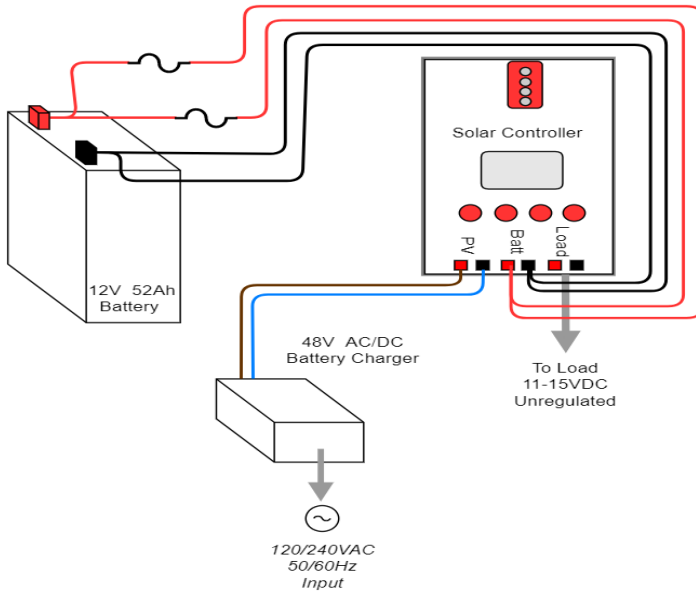 Solar Controller
PV
Batt
Load
12V 52Ah
Battery
48V AC/DC
Battery Charger
To Load
11-15VDC
Unregulated
120/240VAC
50/60Hz
Input